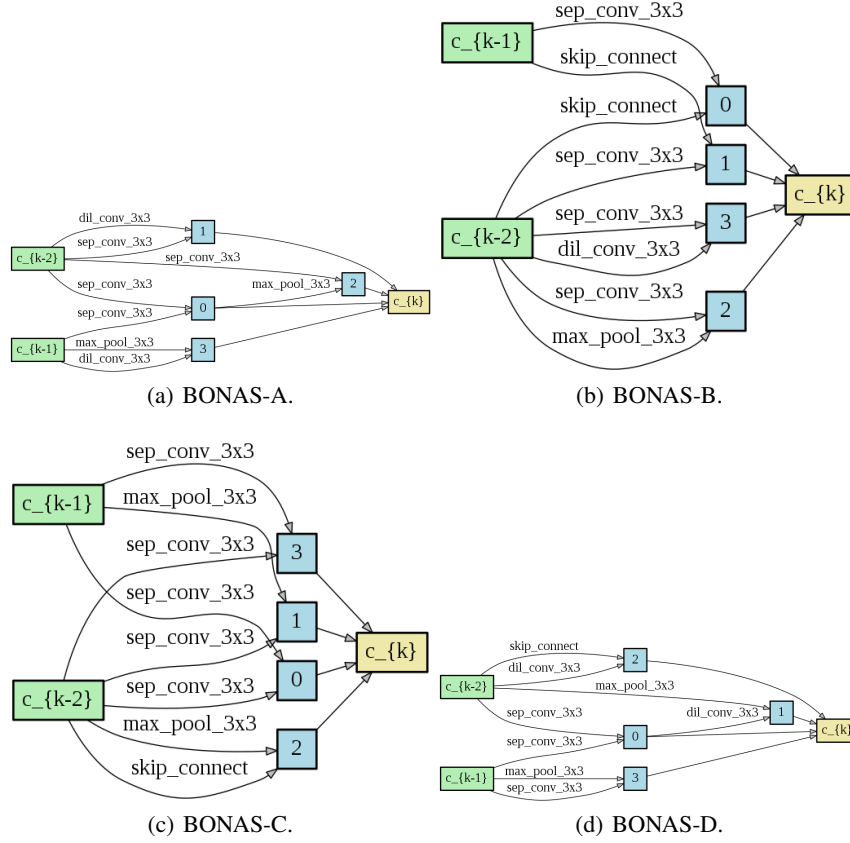 sep_conv_3x3
c_{k-1}
skip_connect
skip_connect
0
sep_conv_3x3
1
c_{k}
sep_conv_3x3
3
c_{k-2}
dil_conv_3x3
sep_conv_3x3
2
max_pool_3x3
dil_conv_3x3
1
sep_conv_3x3
c_{k-2}
sep_conv_3x3
max_pool_3x3
2
sep_conv_3x3
c_{k}
sep_conv_3x3
0
c_{k-1}
max_pool_3x3
3
dil_conv_3x3
(a) BONAS-A.
(b) BONAS-B.
sep_conv_3x3
c_{k-1}
max_pool_3x3
sep_conv_3x3
3
sep_conv_3x3
1
sep_conv_3x3
c_{k}
sep_conv_3x3
0
c_{k-2}
max_pool_3x3
2
skip_connect
skip_connect
2
dil_conv_3x3
c_{k-2}
max_pool_3x3
sep_conv_3x3
dil_conv_3x3
1
sep_conv_3x3
0
c_{k}
c_{k-1}
max_pool_3x3
3
sep_conv_3x3
(c) BONAS-C.
(d) BONAS-D.